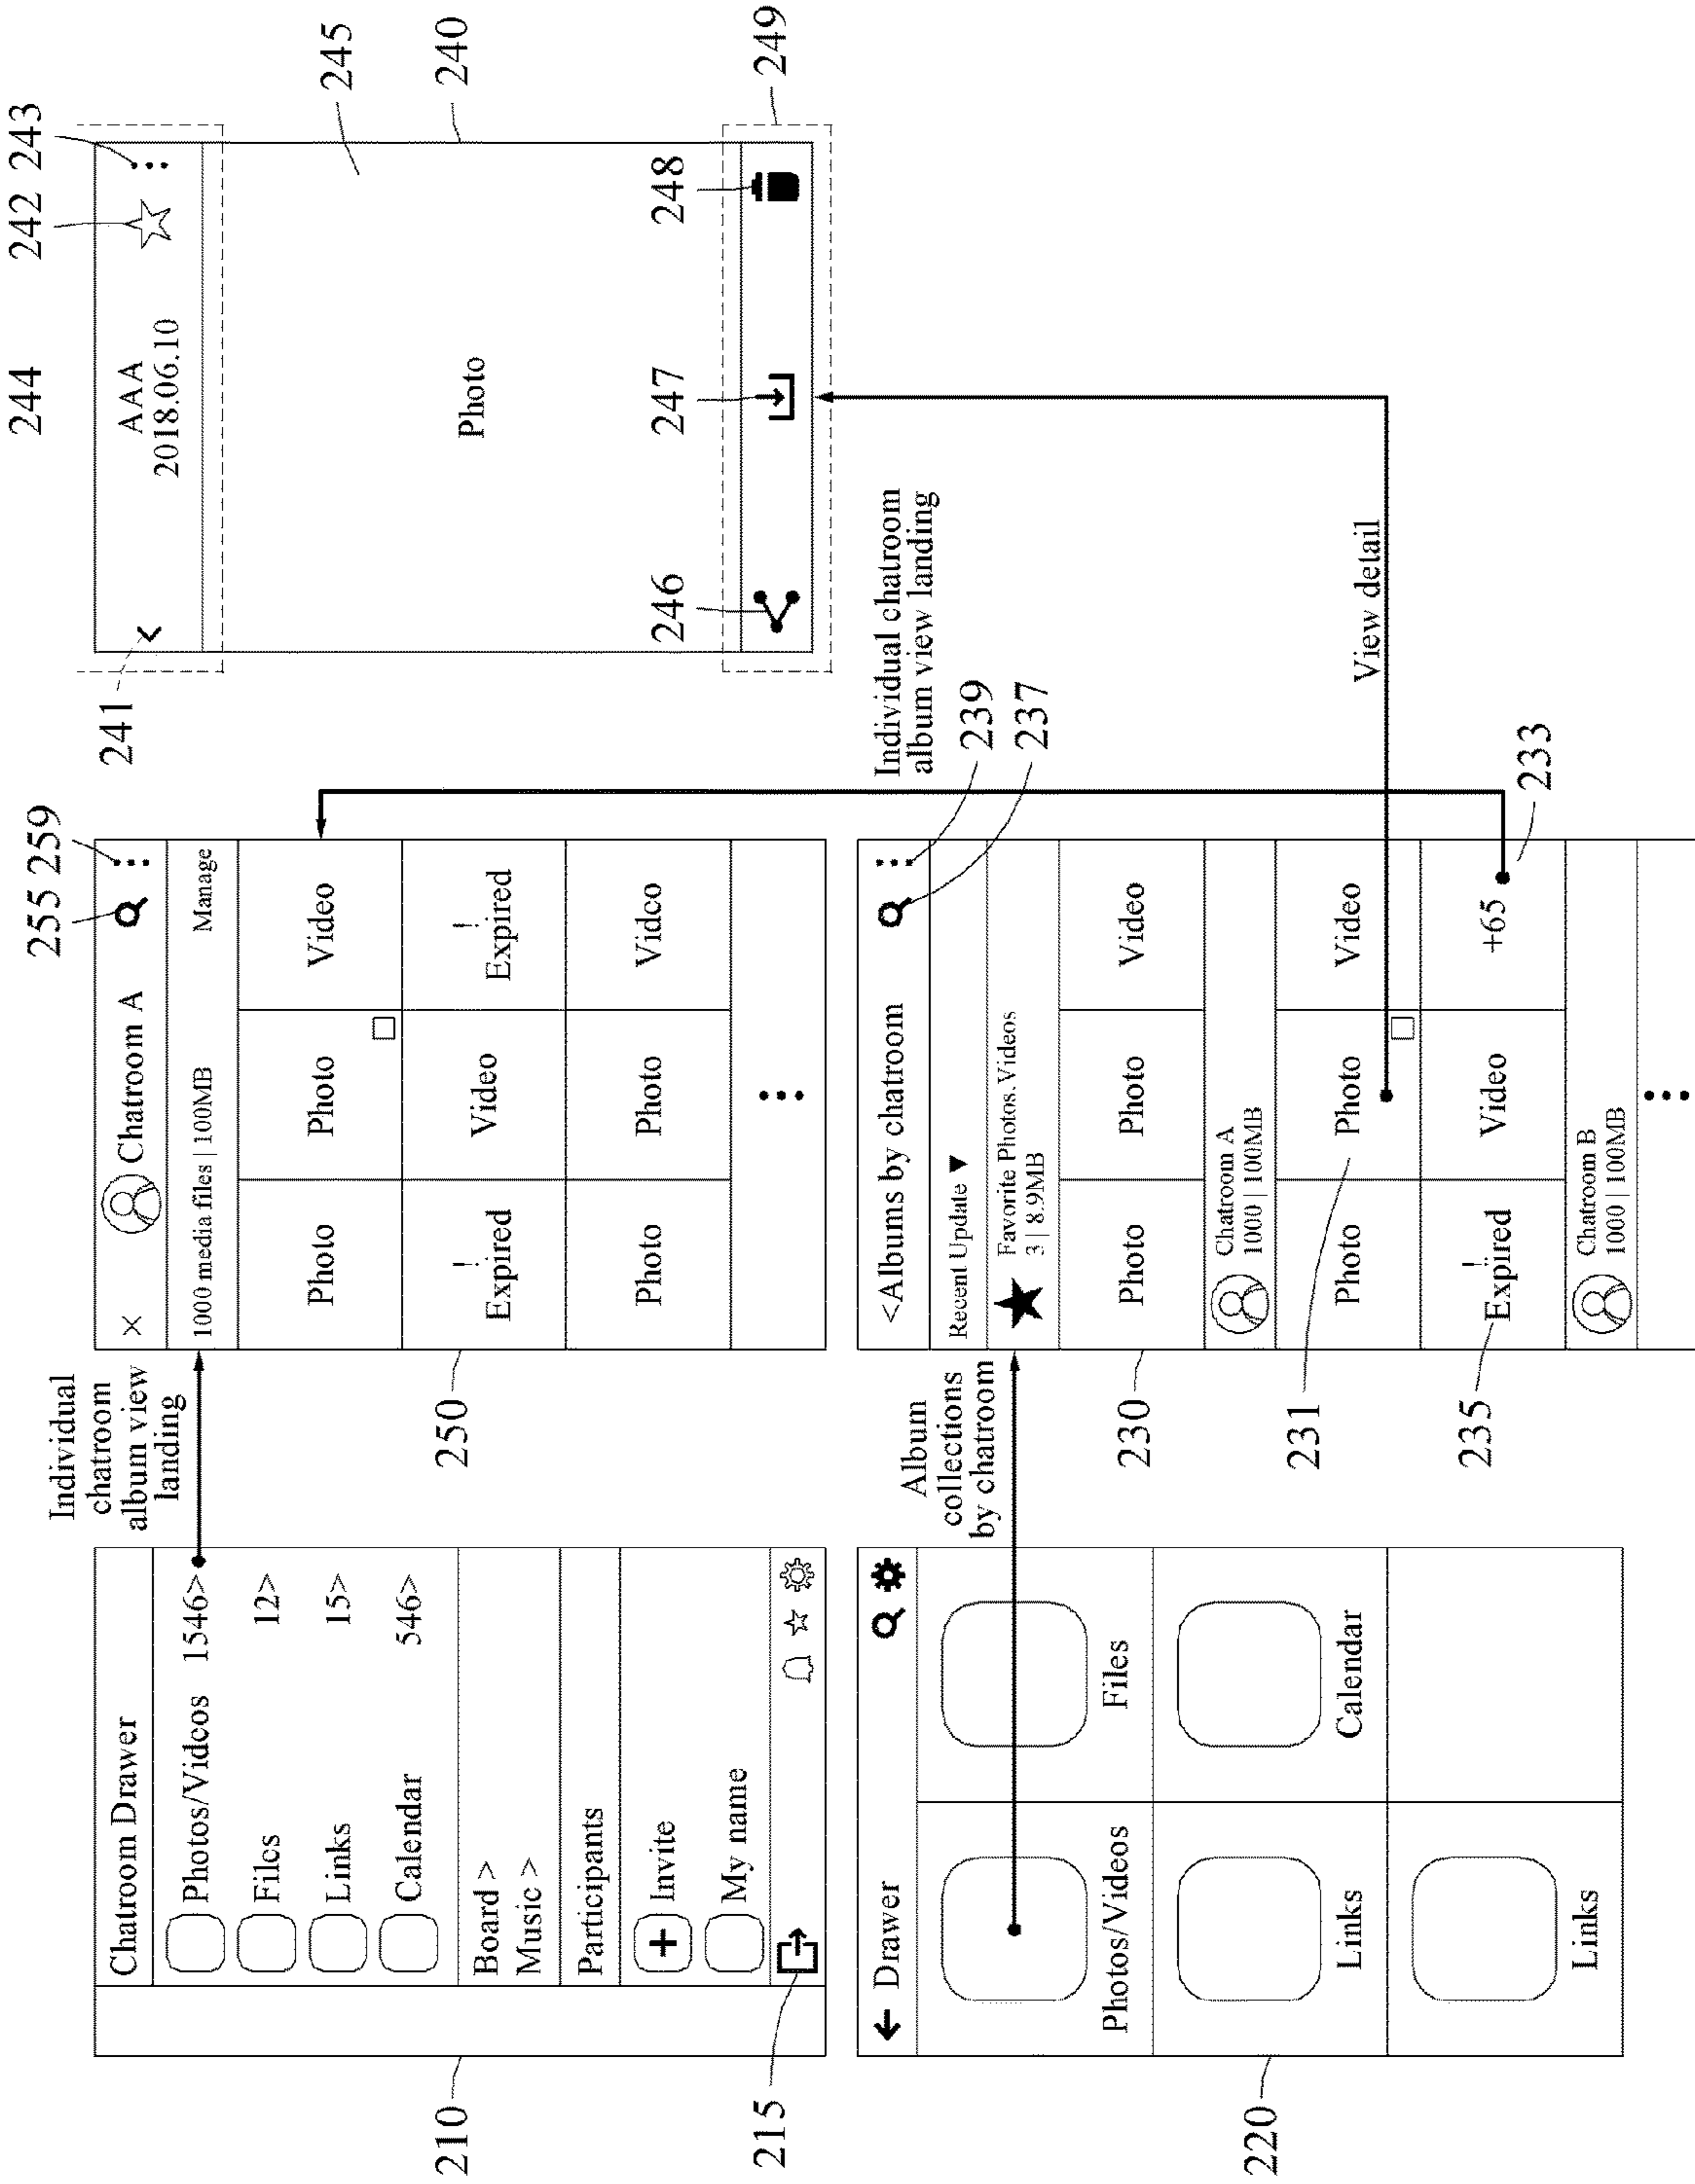 Chatroom Drawer
Photos/Videos 1546>
Files 12>
Links 15>
Calendar 546>
Board >
Music >
Participants
+ Invite
My name
210
215
Individual
chatroom
album view
landing
× Chatroom A
1000 media files | 100MB Manage
Photo Photo Video
!
Expired Video !
Expired
Photo Photo Video
250
255 259
241
242 243
244
<
AAA
2018.06.10
Photo
245
240
246
247
248
249
← Drawer
Photos/Videos Files
Links Calendar
Links
220
Album
collections
by chatroom
<Albums by chatroom
Recent Update ▼
★ Favorite Photos.Videos
3 | 8.9MB
Photo Photo Video
Chatroom A
1000 | 100MB
Photo Photo Video
!
Expired Video +65
Chatroom B
1000 | 100MB
230
231
235
Individual chatroom
album view landing
239
237
233
View detail